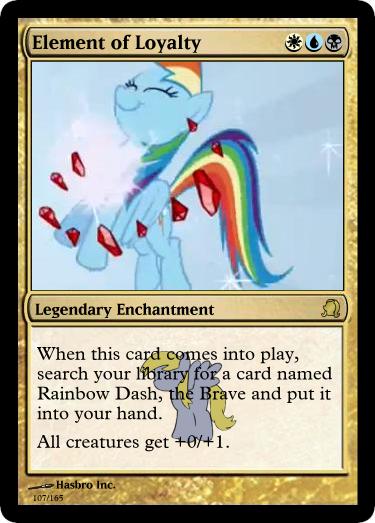 Element of Loyalty
Legendary Enchantment
When this card comes into play,
search your library for a card named
Rainbow Dash, the Brave and put it
into your hand.
All creatures get +0/+1.
Hasbro Inc.
107/165